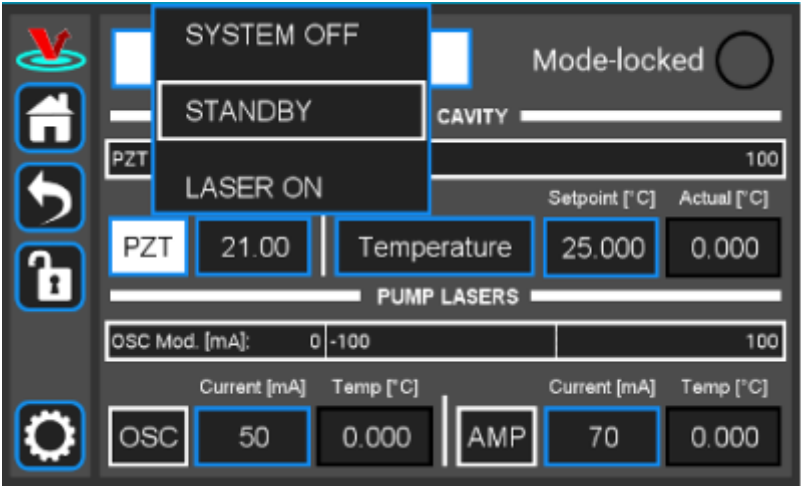 SYSTEM OFF
Mode-locked
STANDBY
CAVITY
PZT
100
LASER ON
Setpoint [°C] Actual [°C]
PZT 21.00 Temperature 25.000 0.000
PUMP LASERS
OSC Mod. [mA]: 0 -100 100
Current [mA] Temp [°C] Current [mA] Temp [°C]
OSC 50 0.000 AMP 70 0.000